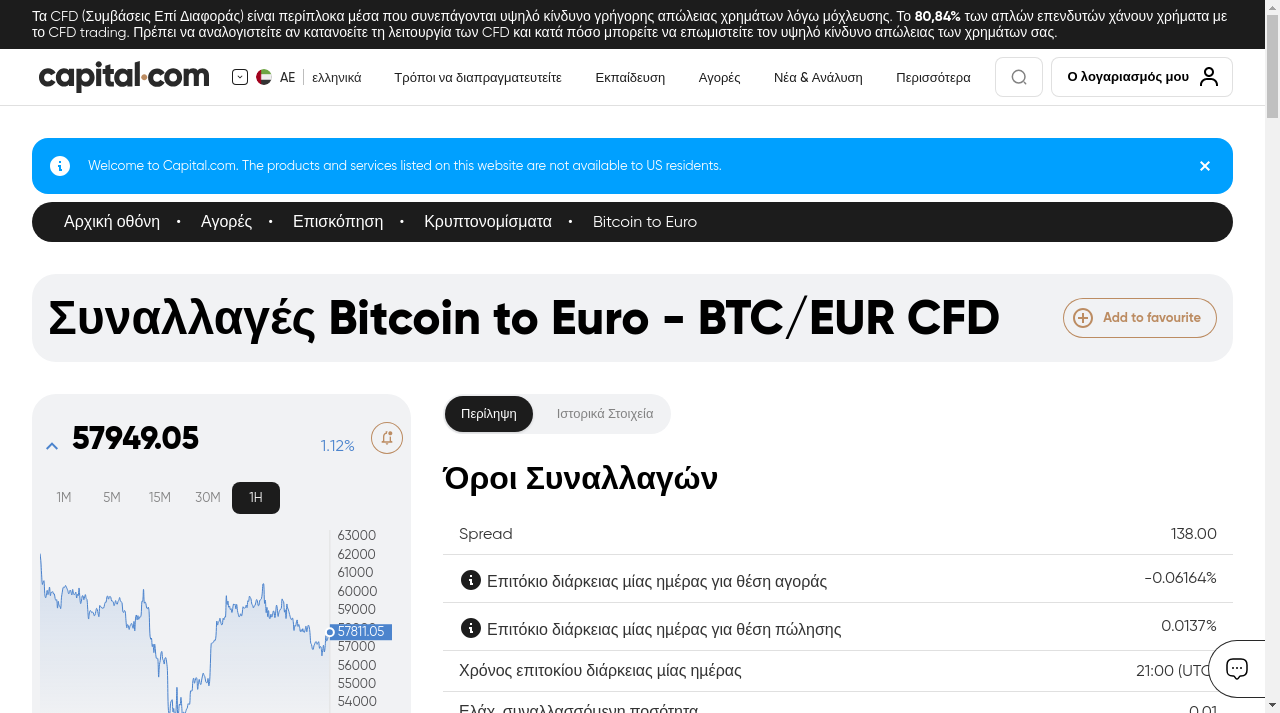 Τα CFD (Συμβάσεις Επί Διαφοράς) είναι περίπλοκα μέσα που συνεπάγονται υψηλό κίνδυνο γρήγορης απώλειας χρημάτων λόγω μόχλευσης. Το 80,84% των απλών επενδυτών χάνουν χρήματα με
το CFD trading. Πρέπει να αναλογιστείτε αν κατανοείτε τη λειτουργία των CFD και κατά πόσο μπορείτε να επωμιστείτε τον υψηλό κίνδυνο απώλειας των χρημάτων σας.
capital.com AE ελληνικά Τρόποι να διαπραγματευτείτε Εκπαίδευση Αγορές Νέα & Ανάλυση Περισσότερα Ο λογαριασμός μου
Welcome to Capital.com. The products and services listed on this website are not available to US residents.
Αρχική οθόνη • Αγορές • Επισκόπηση • Κρυπτονομίσματα • Bitcoin to Euro
Συναλλαγές Bitcoin to Euro - BTC/EUR CFD
Add to favourite
57949.05 1.12%
1M 5M 15M 30M 1H
63000
62000
61000
60000
59000
57811.05
57000
56000
55000
54000
Περίληψη Ιστορικά Στοιχεία
Όροι Συναλλαγών
Spread 138.00
Επιτόκιο διάρκειας μίας ημέρας για θέση αγοράς -0.06164%
Επιτόκιο διάρκειας μίας ημέρας για θέση πώλησης 0.0137%
Χρόνος επιτοκίου διάρκειας μίας ημέρας 21:00 (UTC
Ελάχ. συναλλασσόμενη ποσότητα 0.01